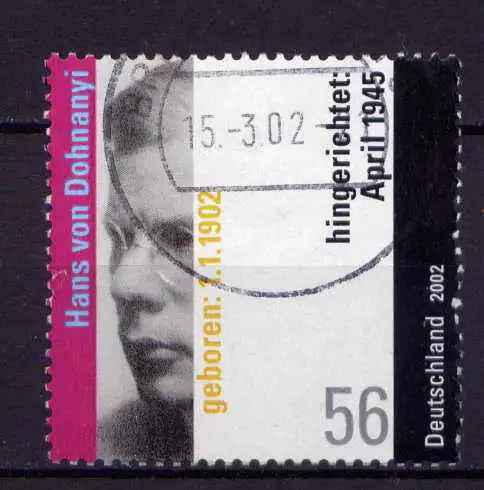 Hans von Dohnanyi
geboren: 1.1.1902
hingerichtet:
April 1945
15.-3.02
56
Deutschland 2002